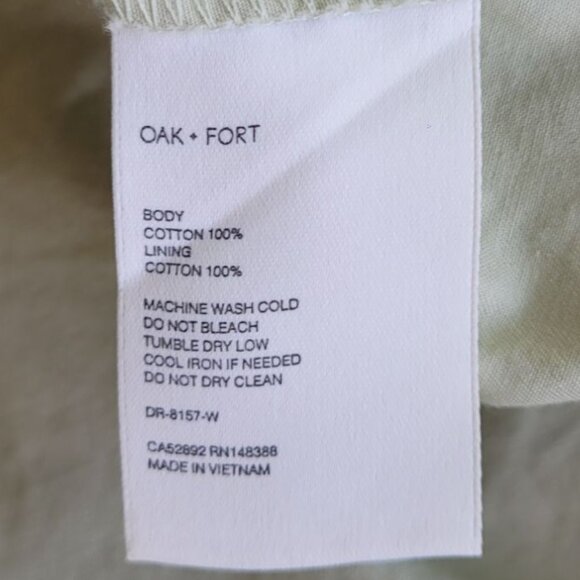 OAK + FORT
BODY
COTTON 100%
LINING
COTTON 100%
MACHINE WASH COLD
DO NOT BLEACH
TUMBLE DRY LOW
COOL IRON IF NEEDED
DO NOT DRY CLEAN
DR-8157-W
CA52892 RN148388
MADE IN VIETNAM